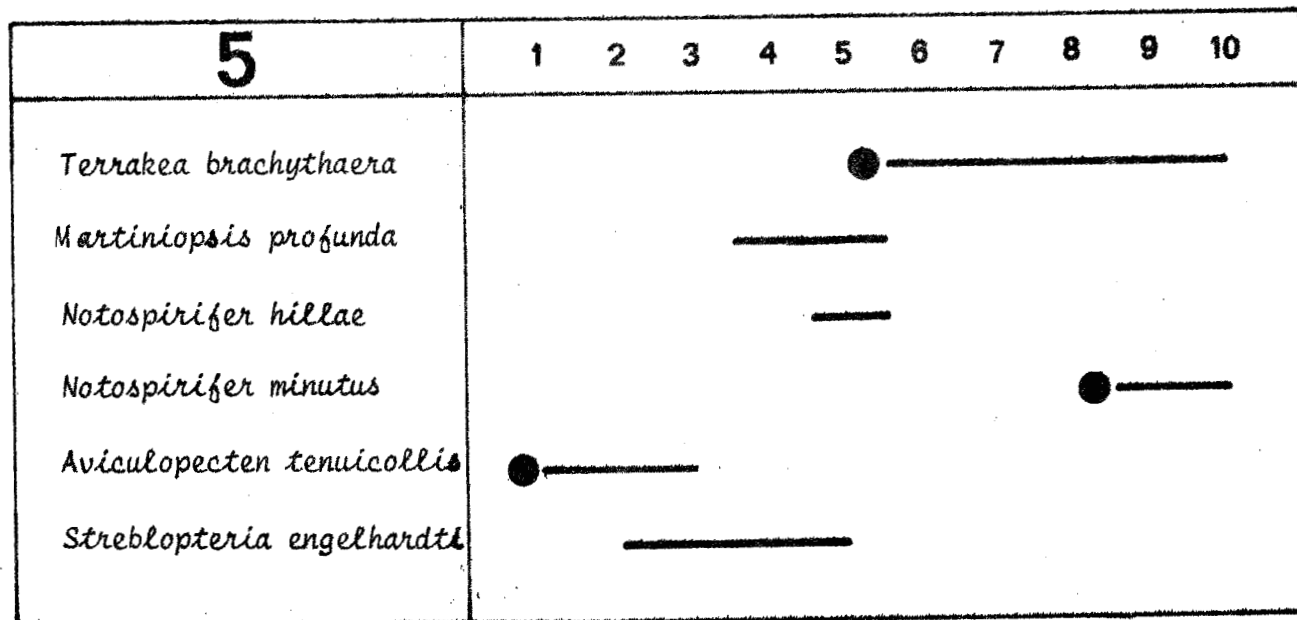 5 1 2 3 4 5 6 7 8 9 10
Terrakea brachythaera
Martiniopsis profunda
Notospirifer hillae
Notospirifer minutus
Aviculopecten tenuicollis
Streblopteria engelhardti